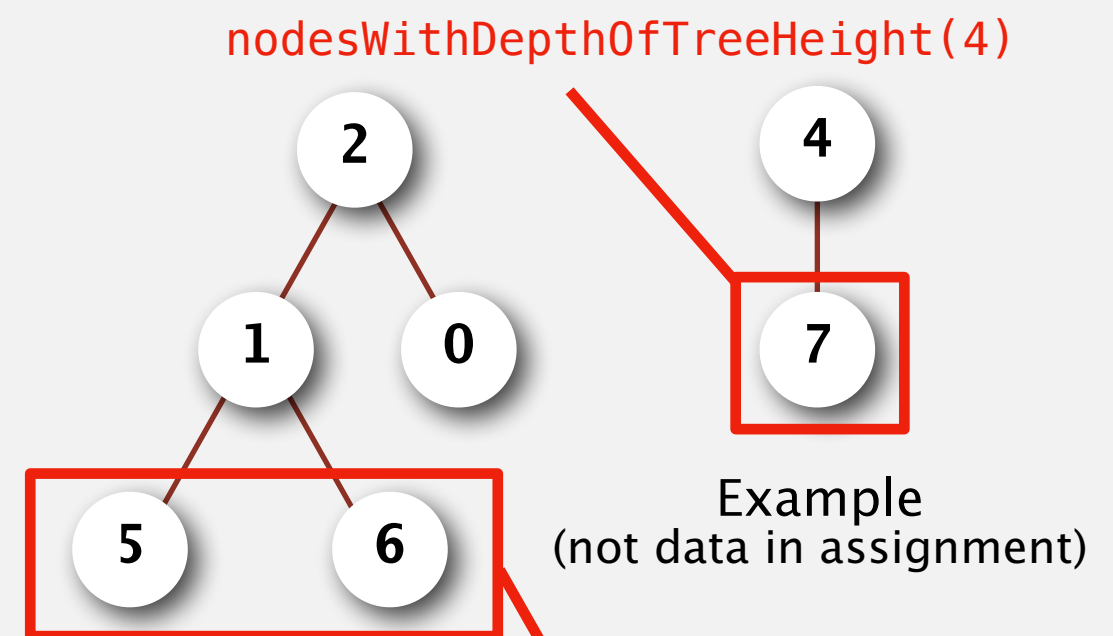 nodesWithDepthOfTreeHeight(4)
2
4
1
0
7
5
6
Example
(not data in assignment)